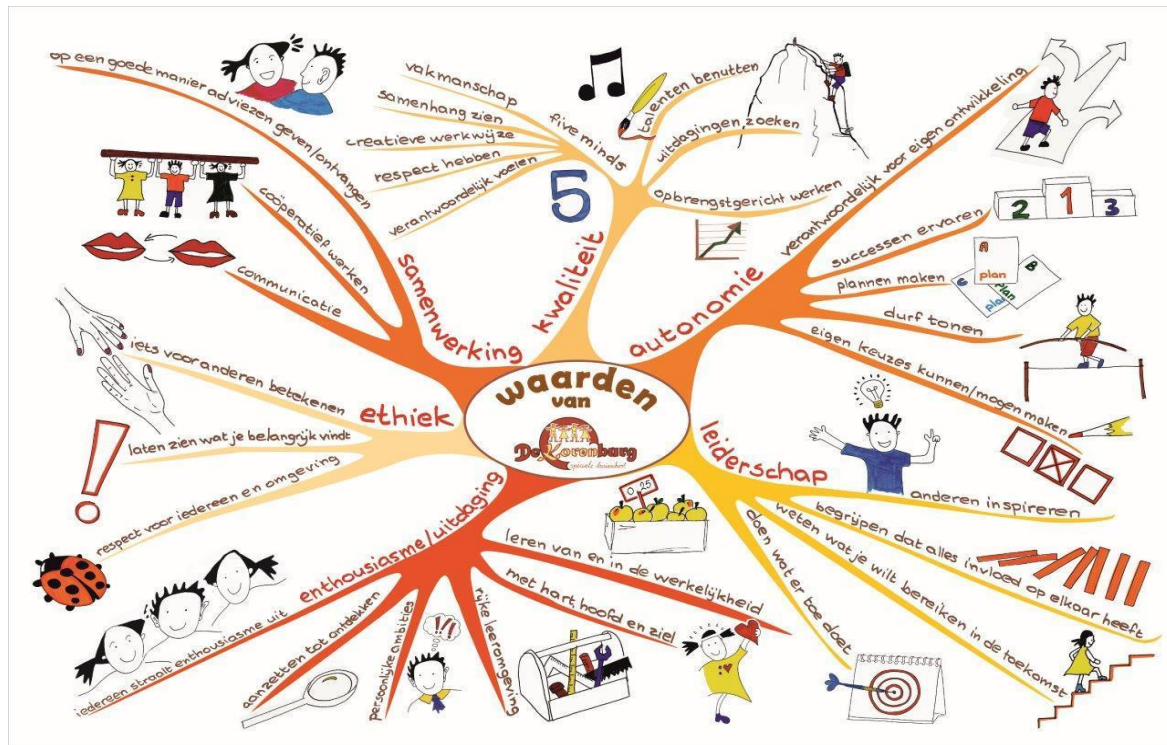 waarden
van
De Korenburg
speciale basisschool
kwaliteit
five minds
vakmanschap
samenhang zien
creatieve werkwijze
respect hebben
verantwoordelijk voelen
5
talenten benutten
uitdagingen zoeken
opbrengstgericht werken
autonomie
verantwoordelijk voor eigen ontwikkeling
successen ervaren
2 1 3
plannen maken
A
plan
B
plan
C
plan
durf tonen
eigen keuzes kunnen/mogen maken
leiderschap
anderen inspireren
begrijpen dat alles invloed op elkaar heeft
weten wat je wilt bereiken in de toekomst
doen wat er toe doet
enthousiasme/uitdaging
0,25
leren van en in de werkelijkheid
met hart, hoofd en ziel
rijke leeromgeving
persoonlijke ambities
!?!
aanzetten tot ontdekken
iedereen straalt enthousiasme uit
ethiek
iets voor anderen betekenen
laten zien wat je belangrijk vindt
respect voor iedereen en omgeving
samenwerking
op een goede manier adviezen geven/ontvangen
coöperatief werken
communicatie